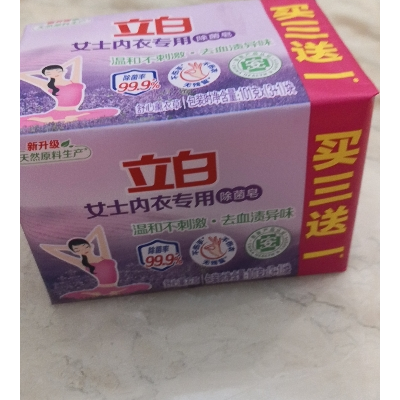 立白
女士内衣专用 除菌皂
温和不刺激·去血渍异味
除菌率
99.9%
买三送一
新升级
天然原料生产
立白
女士内衣专用 除菌皂
温和不刺激·去血渍异味
除菌率
99.9%
买三送一